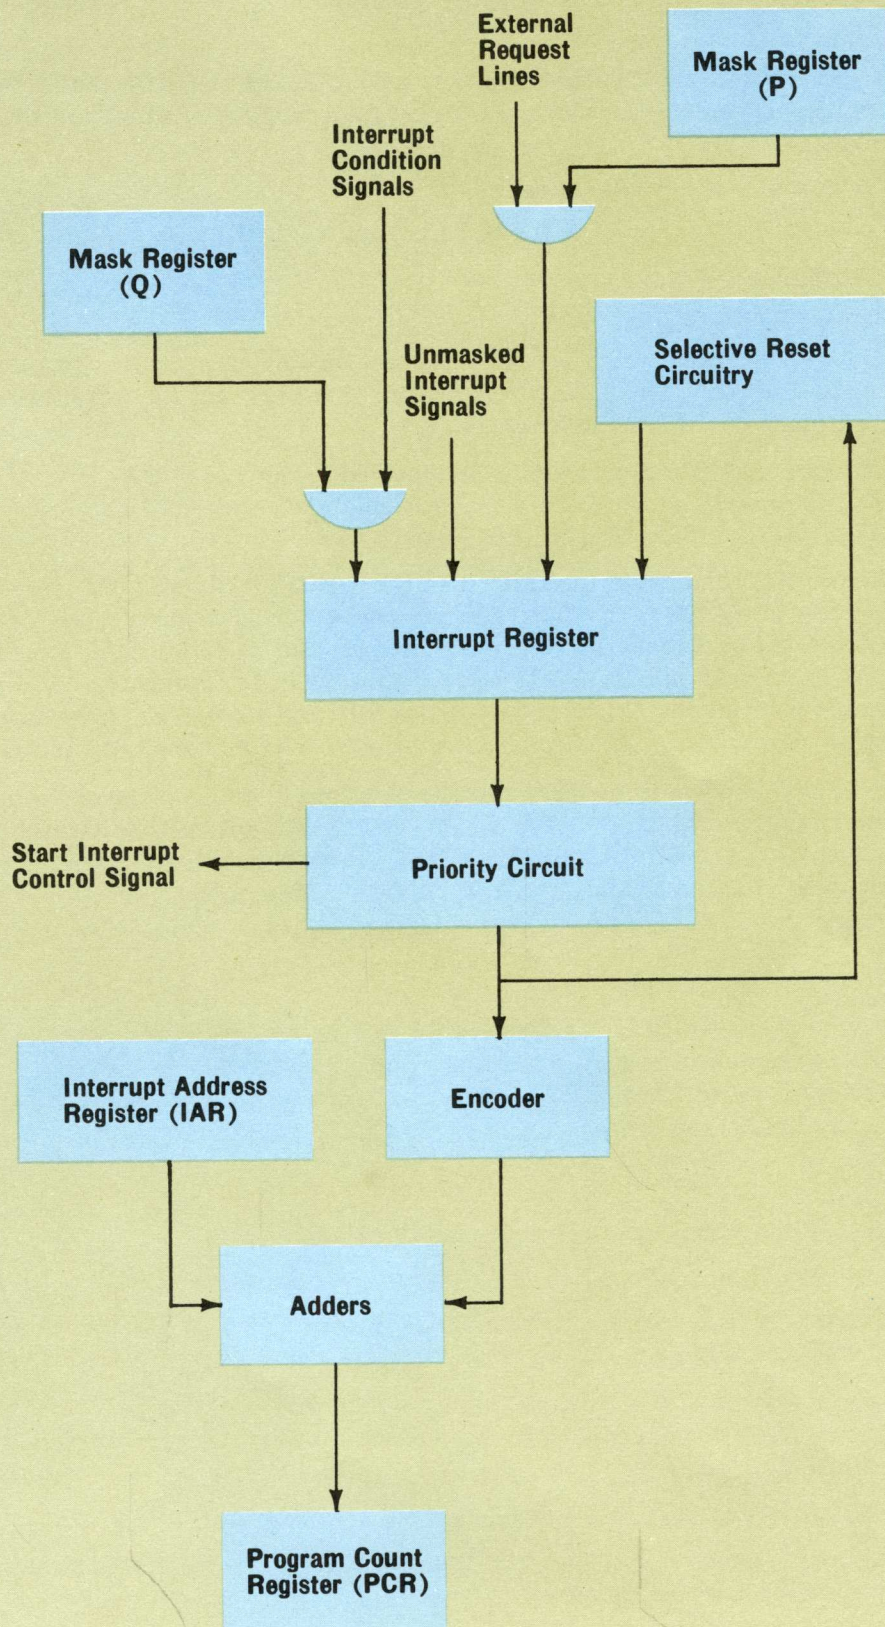 External
Request
Lines
Mask Register
(P)
Interrupt
Condition
Signals
Mask Register
(Q)
Unmasked
Interrupt
Signals
Selective Reset
Circuitry
Interrupt Register
Start Interrupt
Control Signal
Priority Circuit
Interrupt Address
Register (IAR)
Encoder
Adders
Program Count
Register (PCR)